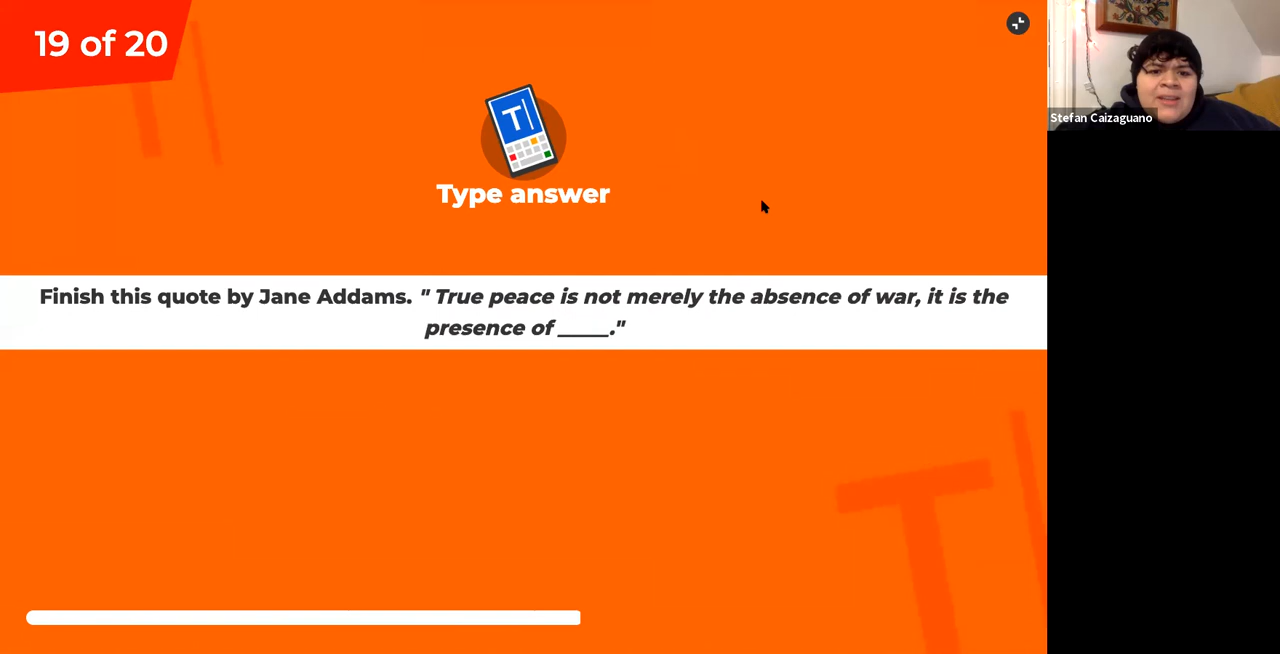 19 of 20
Stefan Caizaguano
T
Type answer
Finish this quote by Jane Addams. " True peace is not merely the absence of war, it is the
presence of _____."